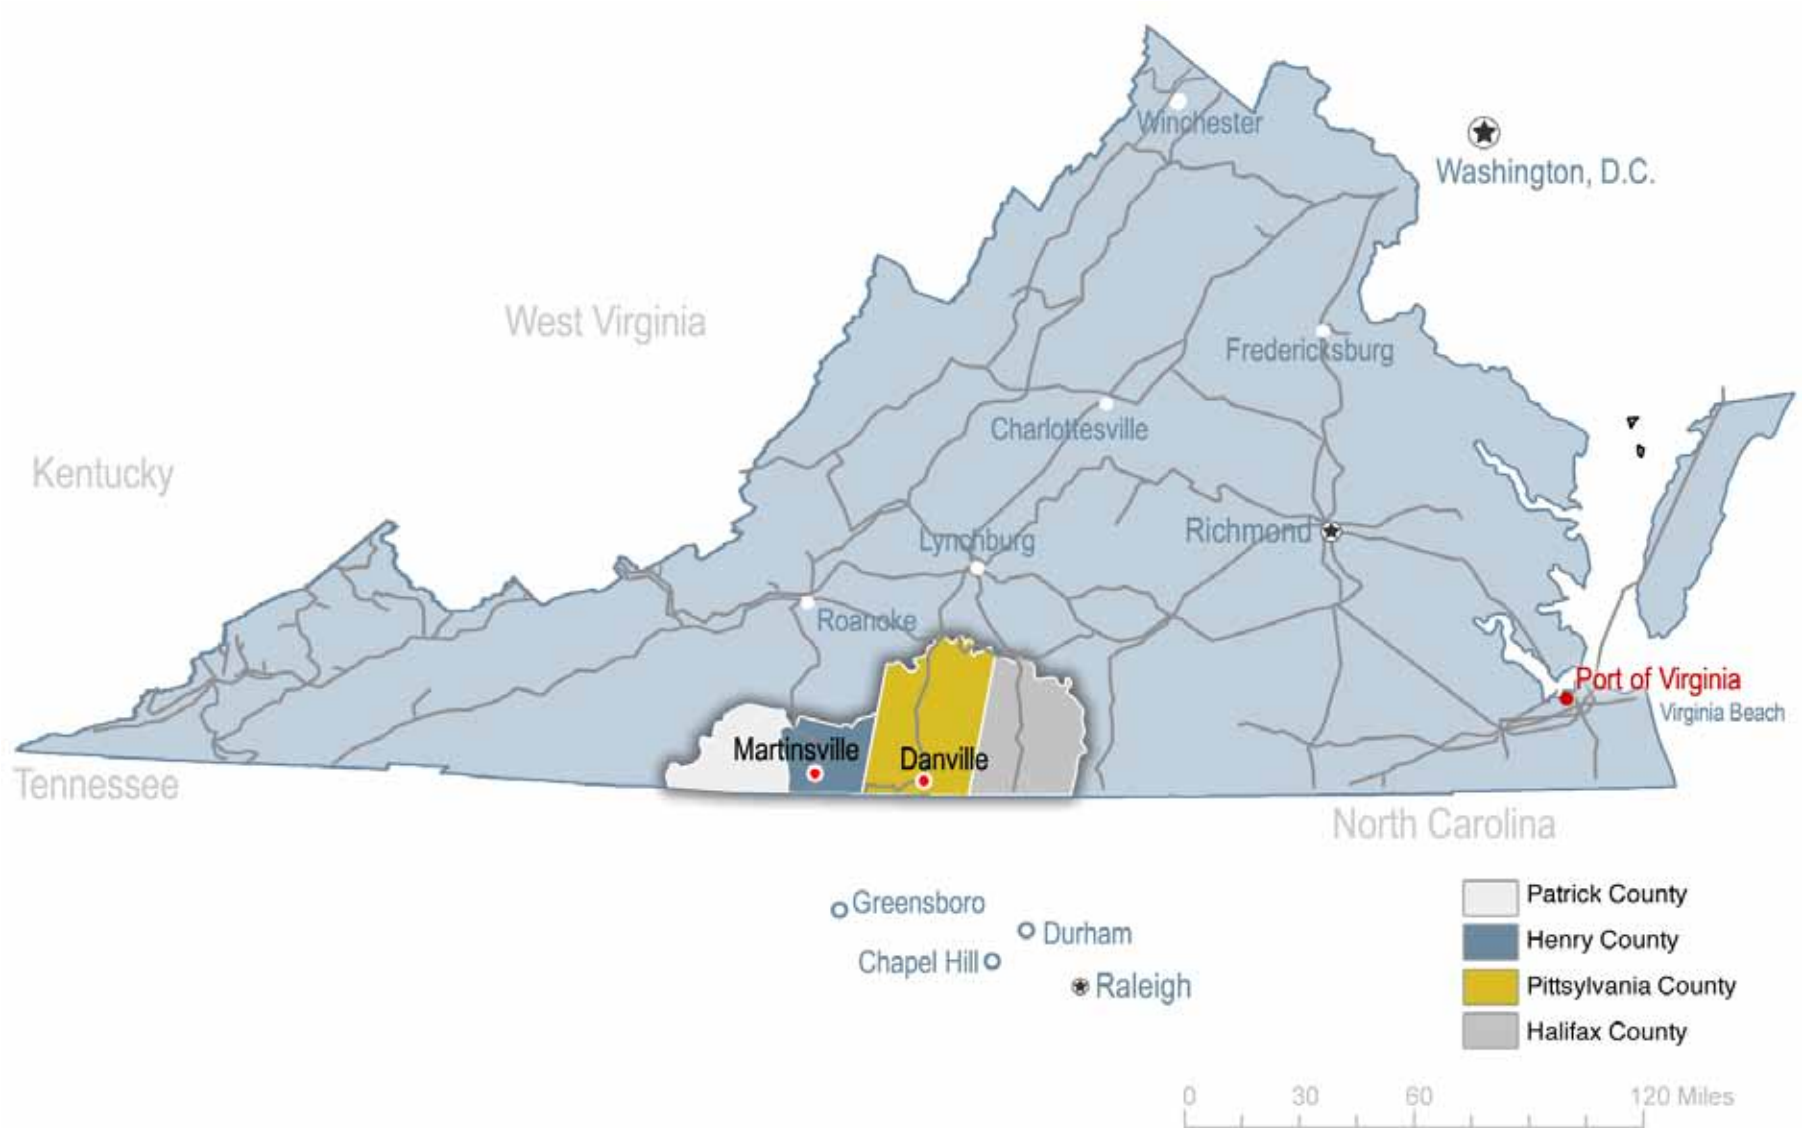 Winchester
Washington, D.C.
West Virginia
Fredericksburg
Charlottesville
Kentucky
Richmond
Lynchburg
Roanoke
Port of Virginia
Virginia Beach
Martinsville
Danville
Tennessee
North Carolina
Greensboro
Durham
Chapel Hill
Raleigh
Patrick County
Henry County
Pittsylvania County
Halifax County
0 30 60 120 Miles